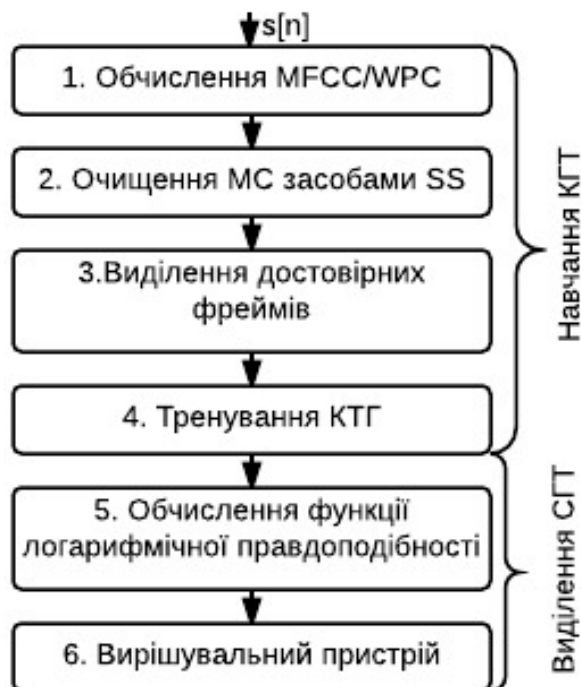 s[n]
1. Обчислення MFCC/WPC
2. Очищення МС засобами SS
3.Виділення достовірних
фреймів
4. Тренування КТГ
5. Обчислення функції
логарифмічної правдоподібності
6. Вирішувальний пристрій
Навчання КГТ
Виділення СГТ